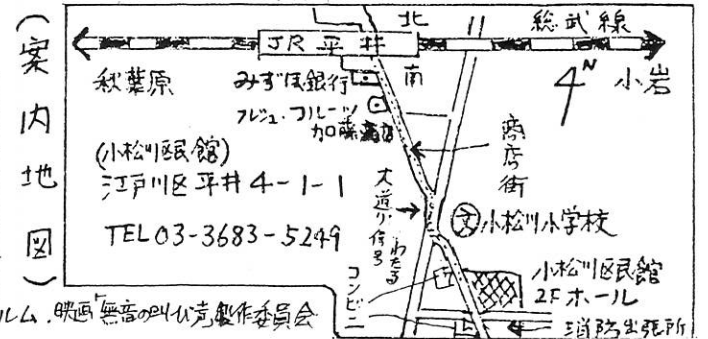 (案内地図)
北
総武線
JR平井
秋葉原
南
N
小岩
みずほ銀行
フレシュ・フルーツ
加藤商店
(小松川区民館)
江戸川区平井4-1-1
TEL 03-3683-5249
商店街
大通り信号
わたる
文 小松川小学校
コンビニ
小松川区民館
2Fホール
消防出張所
ルム、映画「無音の叫び声」製作委員会